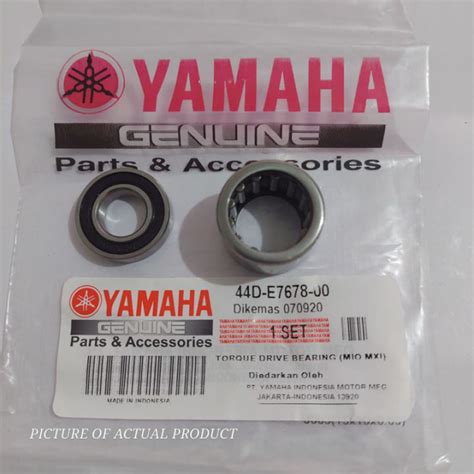 YAMAHA
GENUINE
Parts & Accessories
YAMAHA
GENUINE
Parts & Accessories
MADE IN INDONESIA
44D-E7678-00
Dikemas 070920
1 SET
TORQUE DRIVE BEARING (MIO MXI)
Diedarkan Oleh
PT. YAMAHA INDONESIA MOTOR MFG
JAKARTA-INDONESIA 13920
PICTURE OF ACTUAL PRODUCT